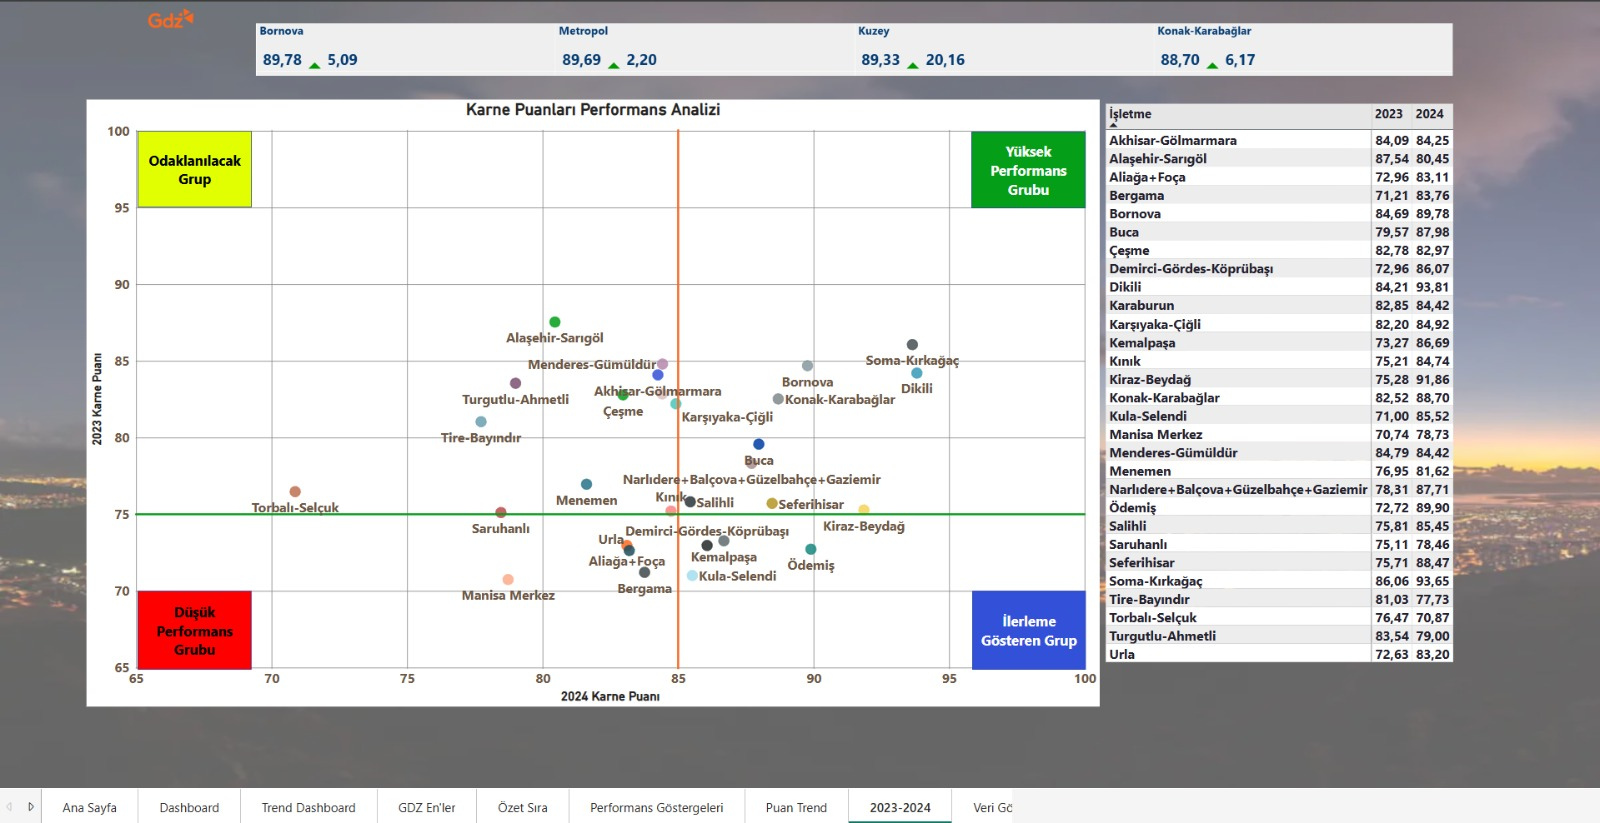 Gdz
Bornova
89,78 5,09
Metropol
89,69 2,20
Kuzey
89,33 20,16
Konak-Karabağlar
88,70 6,17
Karne Puanları Performans Analizi
2023 Karne Puanı
100
95
90
85
80
75
70
65
Odaklanılacak
Grup
Yüksek
Performans
Grubu
Alaşehir-Sarıgöl
Menderes-Gümüldür
Soma-Kırkağaç
Bornova
Dikili
Turgutlu-Ahmetli
Akhisar-Gölmarmara
Konak-Karabağlar
Çeşme
Karşıyaka-Çiğli
Tire-Bayındır
Buca
Narlıdere+Balçova+Güzelbahçe+Gaziemir
Menemen
Kınık
Salihli
Seferihisar
Torbalı-Selçuk
Saruhanlı
Kiraz-Beydağ
Demirci-Gördes-Köprübaşı
Urla
Aliağa+Foça
Kemalpaşa
Ödemiş
Bergama
Kula-Selendi
Manisa Merkez
Düşük
Performans
Grubu
İlerleme
Gösteren Grup
65 70 75 80 85 90 95 100
2024 Karne Puanı
İşletme 2023 2024
Akhisar-Gölmarmara 84,09 84,25
Alaşehir-Sarıgöl 87,54 80,45
Aliağa+Foça 72,96 83,11
Bergama 71,21 83,76
Bornova 84,69 89,78
Buca 79,57 87,98
Çeşme 82,78 82,97
Demirci-Gördes-Köprübaşı 72,96 86,07
Dikili 84,21 93,81
Karaburun 82,85 84,42
Karşıyaka-Çiğli 82,20 84,92
Kemalpaşa 73,27 86,69
Kınık 75,21 84,74
Kiraz-Beydağ 75,28 91,86
Konak-Karabağlar 82,52 88,70
Kula-Selendi 71,00 85,52
Manisa Merkez 70,74 78,73
Menderes-Gümüldür 84,79 84,42
Menemen 76,95 81,62
Narlıdere+Balçova+Güzelbahçe+Gaziemir 78,31 87,71
Ödemiş 72,72 89,90
Salihli 75,81 85,45
Saruhanlı 75,11 78,46
Seferihisar 75,71 88,47
Soma-Kırkağaç 86,06 93,65
Tire-Bayındır 81,03 77,73
Torbalı-Selçuk 76,47 70,87
Turgutlu-Ahmetli 83,54 79,00
Urla 72,63 83,20
Ana Sayfa
Dashboard
Trend Dashboard
GDZ En'ler
Özet Sıra
Performans Göstergeleri
Puan Trend
2023-2024
Veri Gö